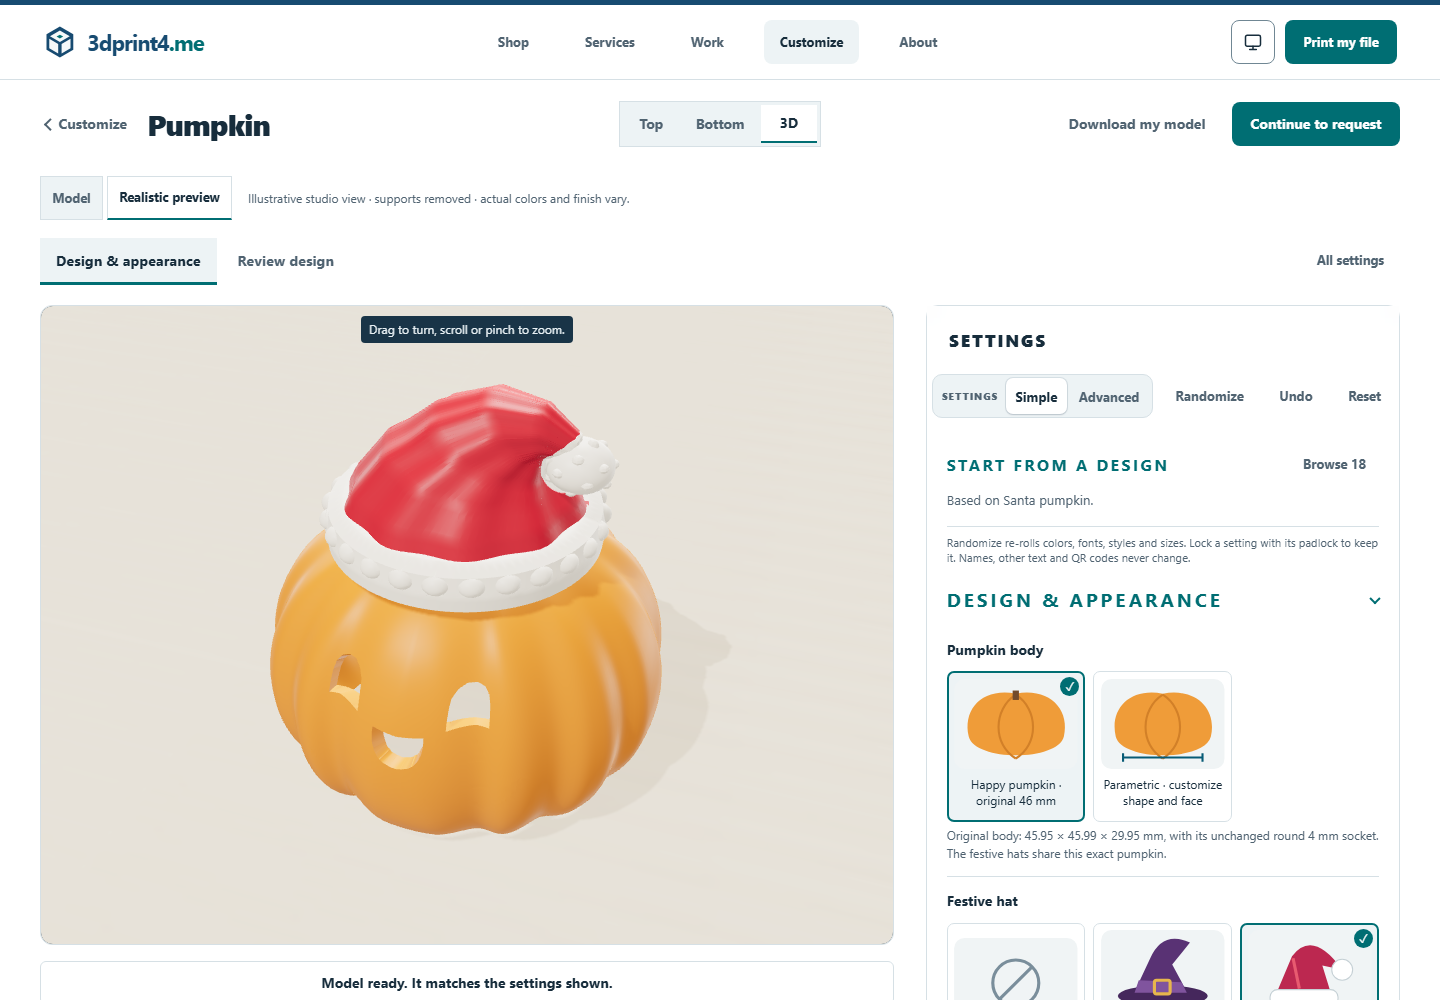 3dprint4.me
Shop
Services
Work
Customize
About
Print my file
Customize
Pumpkin
Top
Bottom
3D
Download my model
Continue to request
Model
Realistic preview
Illustrative studio view · supports removed · actual colors and finish vary.
Design & appearance
Review design
All settings
Drag to turn, scroll or pinch to zoom.
Model ready. It matches the settings shown.
SETTINGS
SETTINGS
Simple
Advanced
Randomize
Undo
Reset
START FROM A DESIGN
Browse 18
Based on Santa pumpkin.
Randomize re-rolls colors, fonts, styles and sizes. Lock a setting with its padlock to keep
it. Names, other text and QR codes never change.
DESIGN & APPEARANCE
Pumpkin body
Happy pumpkin ·
original 46 mm
Parametric · customize
shape and face
Original body: 45.95 × 45.99 × 29.95 mm, with its unchanged round 4 mm socket.
The festive hats share this exact pumpkin.
Festive hat